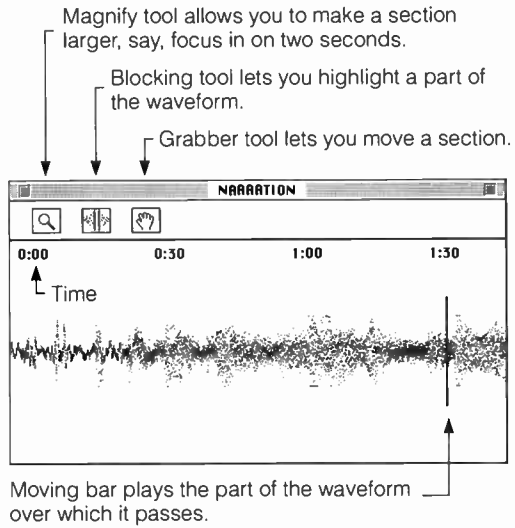 Magnify tool allows you to make a section
larger, say, focus in on two seconds.
Blocking tool lets you highlight a part of
the waveform.
Grabber tool lets you move a section.
NARRATION
0:00 0:30 1:00 1:30
Time
Moving bar plays the part of the waveform
over which it passes.